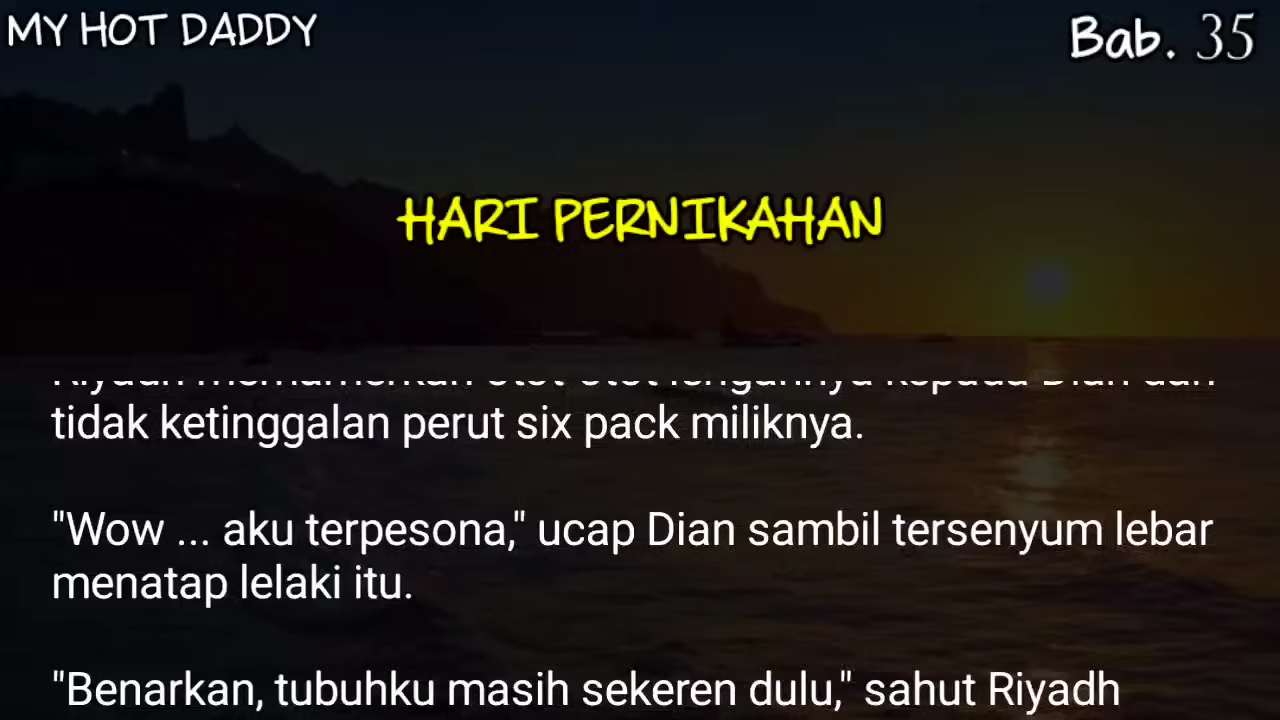 MY HOT DADDY
Bab. 35
HARI PERNIKAHAN
tidak ketinggalan perut six pack miliknya.
"Wow ... aku terpesona," ucap Dian sambil tersenyum lebar
menatap lelaki itu.
"Benarkan, tubuhku masih sekeren dulu," sahut Riyadh